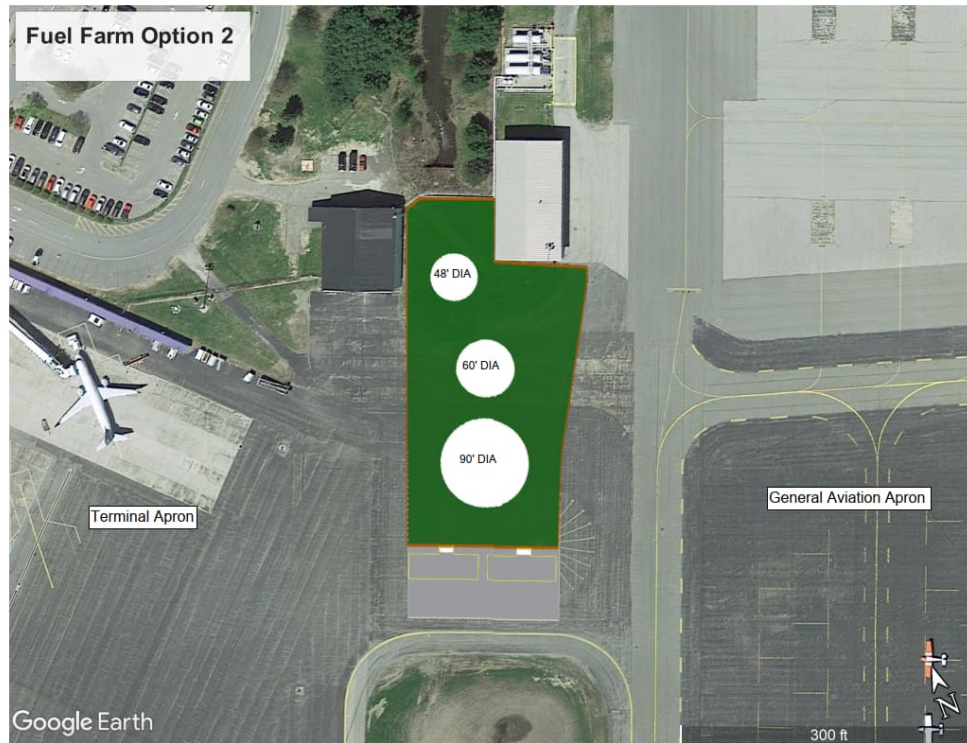 Fuel Farm Option 2
48' DIA
60' DIA
90' DIA
Terminal Apron
General Aviation Apron
N
Google Earth
300 ft